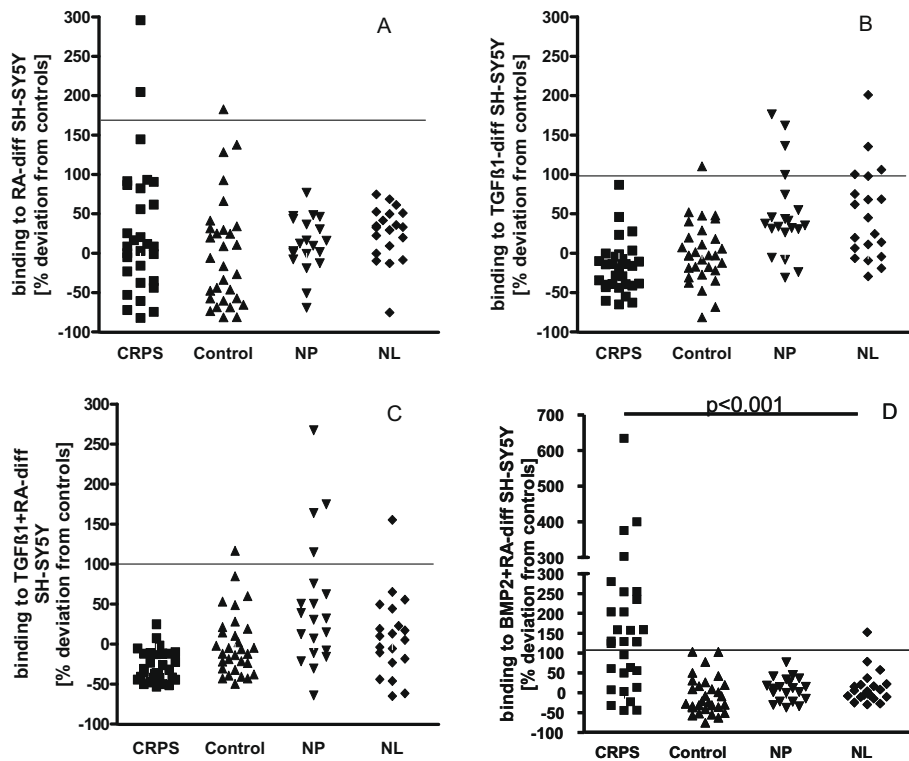 A
binding to RA-diff SH-SY5Y
[% deviation from controls]
300
250
200
150
100
50
0
-50
-100
CRPS Control NP NL
B
binding to TGFß1-diff SH-SY5Y
[% deviation from controls]
300
250
200
150
100
50
0
-50
-100
CRPS Control NP NL
C
binding to TGFß1+RA-diff
SH-SY5Y
[% deviation from controls]
300
250
200
150
100
50
0
-50
-100
CRPS Control NP NL
p<0.001
D
binding to BMP2+RA-diff SH-SY5Y
[% deviation from controls]
700
600
500
400
300
250
200
150
100
50
0
-50
-100
CRPS Control NP NL